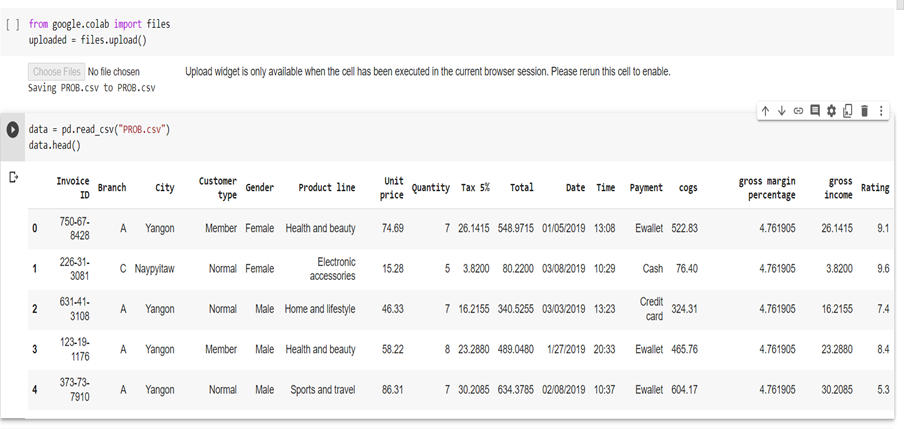 [ ] from google.colab import files
uploaded = files.upload()
Choose Files No file chosen Upload widget is only available when the cell has been executed in the current browser session. Please rerun this cell to enable.
Saving PROB.csv to PROB.csv
data = pd.read_csv("PROB.csv")
data.head()
Invoice ID Branch City Customer type Gender Product line Unit price Quantity Tax 5% Total Date Time Payment cogs gross margin percentage gross income Rating
0 750-67-8428 A Yangon Member Female Health and beauty 74.69 7 26.1415 548.9715 01/05/2019 13:08 Ewallet 522.83 4.761905 26.1415 9.1
1 226-31-3081 C Naypyitaw Normal Female Electronic accessories 15.28 5 3.8200 80.2200 03/08/2019 10:29 Cash 76.40 4.761905 3.8200 9.6
2 631-41-3108 A Yangon Normal Male Home and lifestyle 46.33 7 16.2155 340.5255 03/03/2019 13:23 Credit card 324.31 4.761905 16.2155 7.4
3 123-19-1176 A Yangon Member Male Health and beauty 58.22 8 23.2880 489.0480 1/27/2019 20:33 Ewallet 465.76 4.761905 23.2880 8.4
4 373-73-7910 A Yangon Normal Male Sports and travel 86.31 7 30.2085 634.3785 02/08/2019 10:37 Ewallet 604.17 4.761905 30.2085 5.3